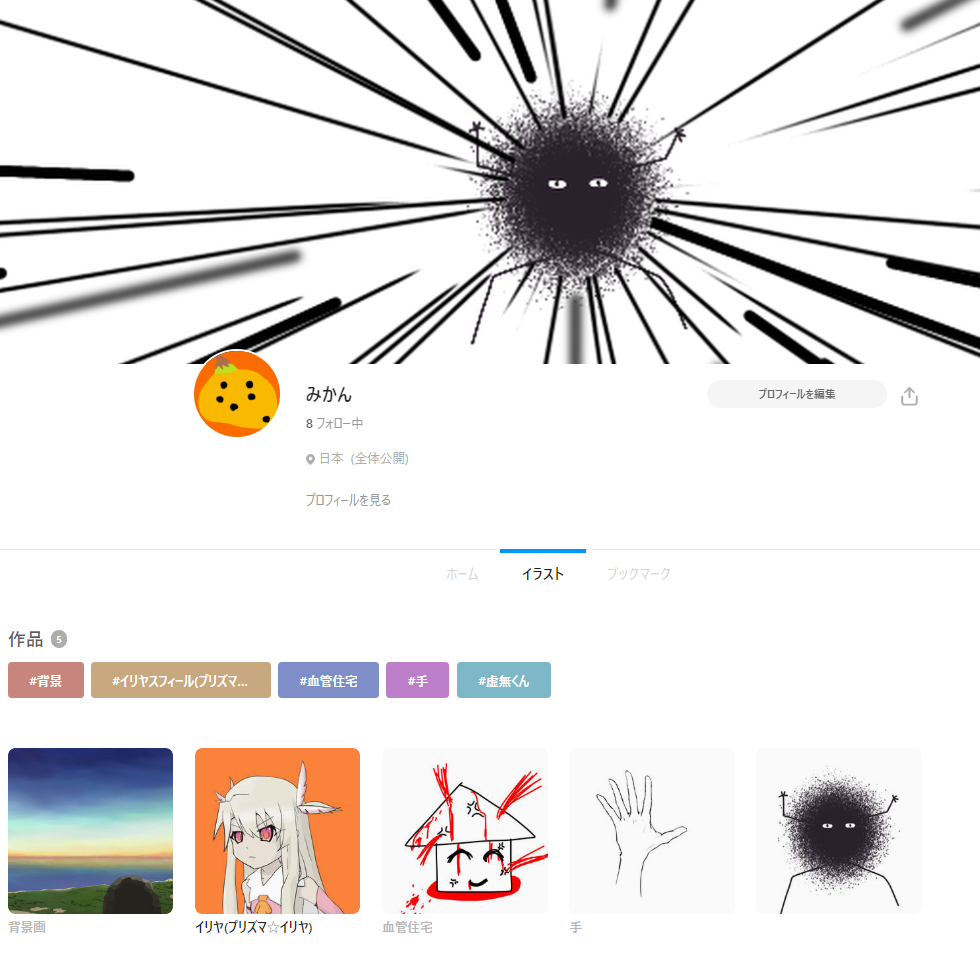 みかん
プロフィールを編集
8 フォロー中
日本 (全体公開)
プロフィールを見る
ホーム
イラスト
ブックマーク
作品 5
#背景
#イリヤスフィール(プリズマ...
#血管住宅
#手
#虚無くん
背景画
イリヤ(プリズマ☆イリヤ)
血管住宅
手